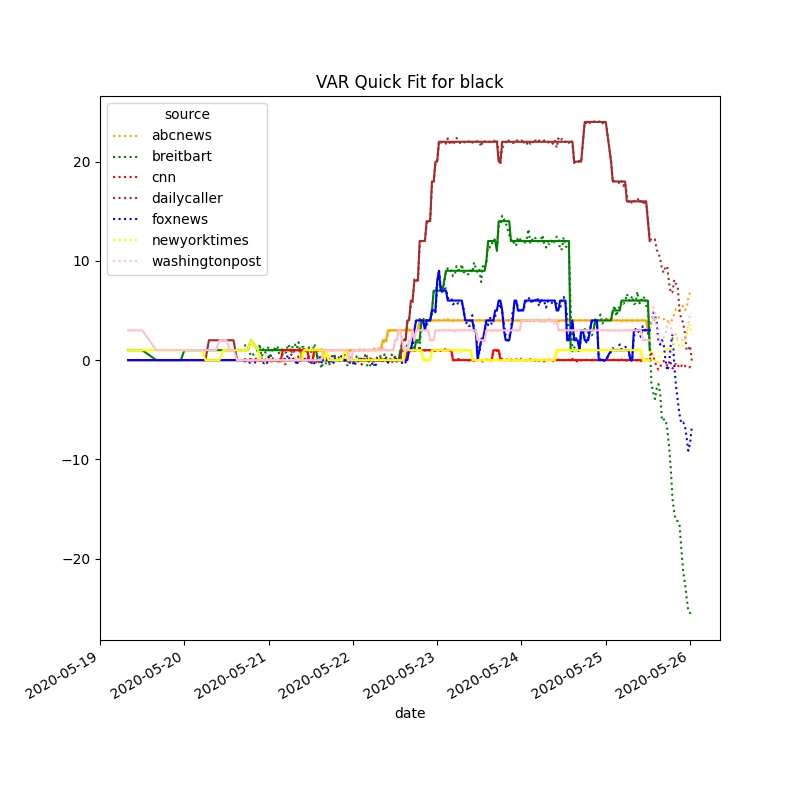 VAR Quick Fit for black
source
abcnews
breitbart
cnn
dailycaller
foxnews
newyorktimes
washingtonpost
20
10
0
−10
−20
2020-05-19
2020-05-20
2020-05-21
2020-05-22
2020-05-23
2020-05-24
2020-05-25
2020-05-26
date